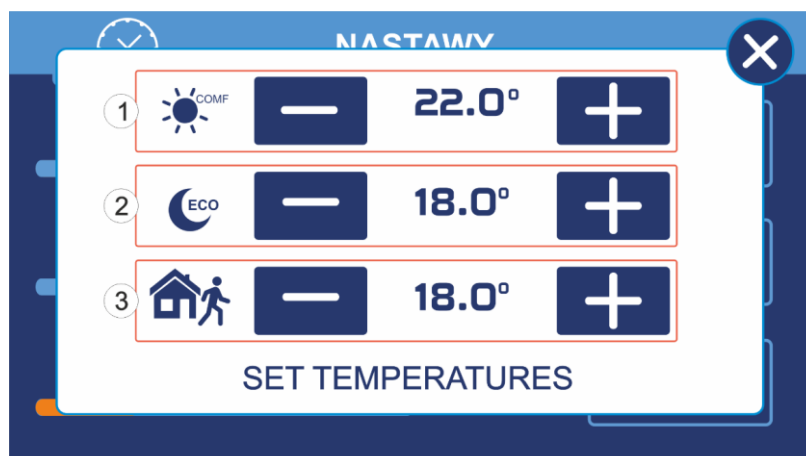 NASTAWY
1 COMF 22.0°
2 ECO 18.0°
3 18.0°
SET TEMPERATURES